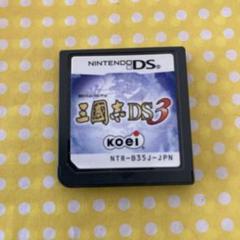 NINTENDO DS
三國志DS3
KOEI
NTR-B35J-JPN